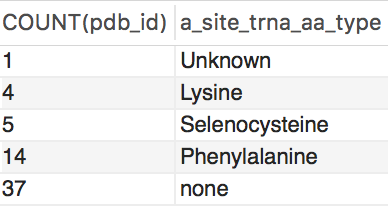 COUNT(pdb_id) a_site_trna_aa_type
1 Unknown
4 Lysine
5 Selenocysteine
14 Phenylalanine
37 none